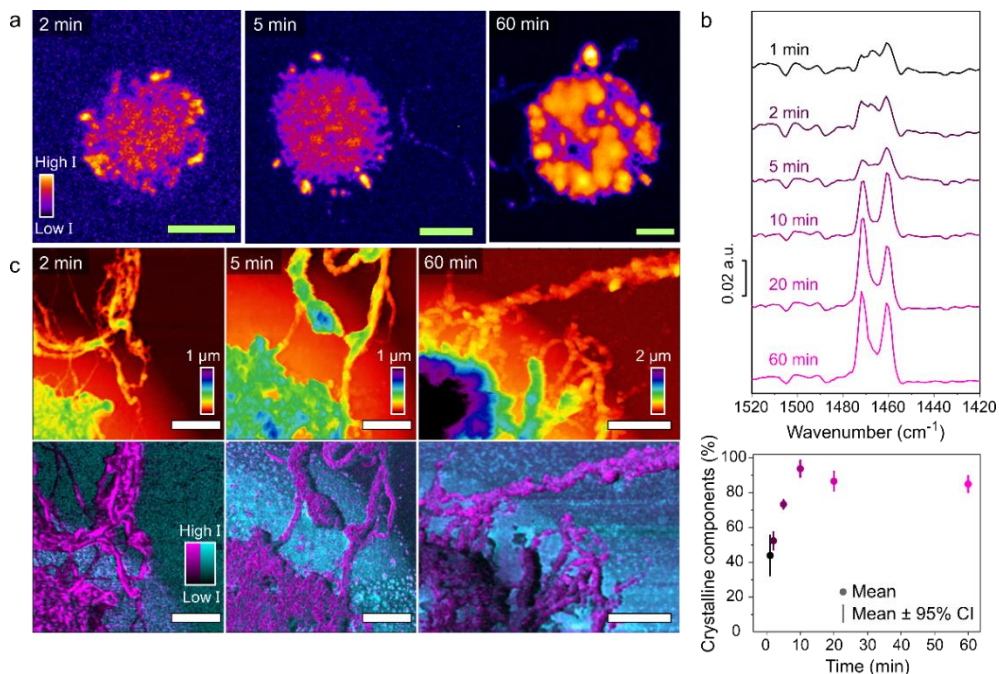 a
2 min
5 min
60 min
High I
Low I
b
1 min
2 min
5 min
10 min
20 min
60 min
0.02 a.u.
1520 1500 1480 1460 1440 1420
Wavenumber (cm⁻¹)
c
2 min
5 min
60 min
1 µm
1 µm
2 µm
High I
Low I
Crystalline components (%)
100
80
60
40
20
0
Mean
Mean ± 95% CI
0 10 20 30 40 50 60
Time (min)